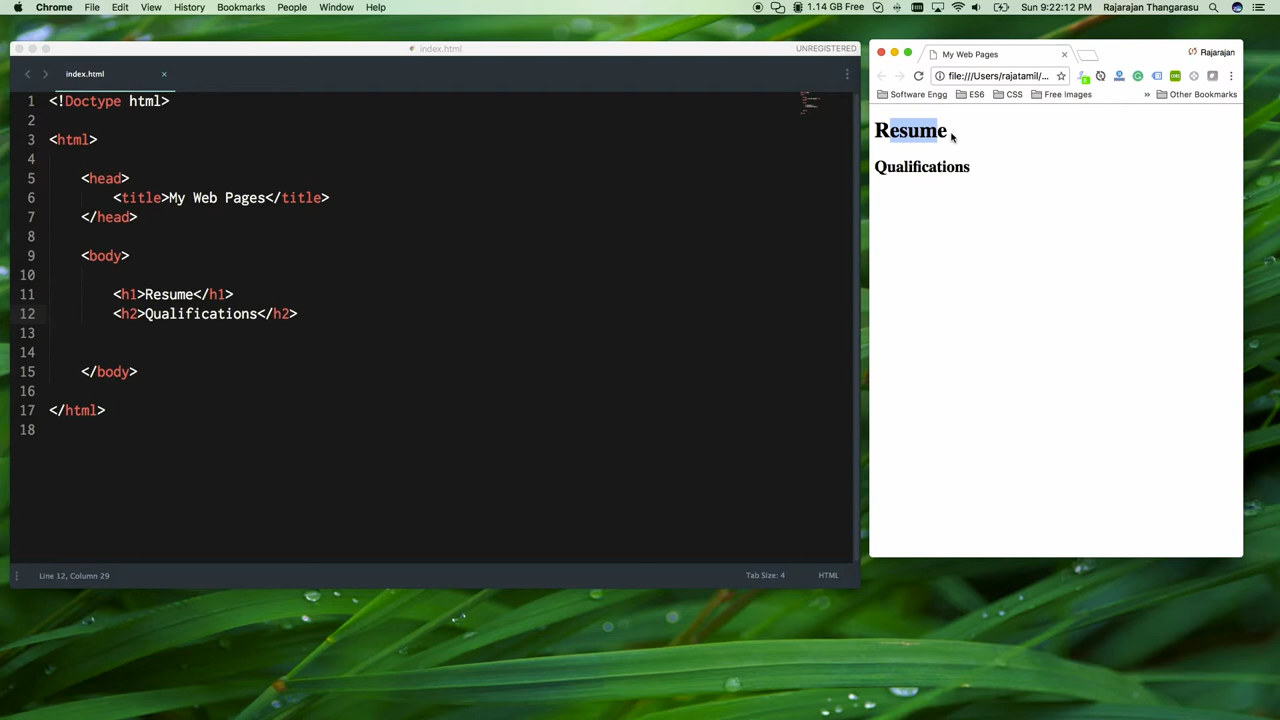 Chrome File Edit View History Bookmarks People Window Help 1.14 GB Free Sun 9:22:12 PM Rajarajan Thangarasu
index.html UNREGISTERED
index.html
1 <!Doctype html>
2
3 <html>
4
5 <head>
6 <title>My Web Pages</title>
7 </head>
8
9 <body>
10
11 <h1>Resume</h1>
12 <h2>Qualifications</h2>
13
14
15 </body>
16
17 </html>
18
Line 12, Column 29 Tab Size: 4 HTML
My Web Pages Rajarajan
file:///Users/rajatamil/...
Software Engg ES6 CSS Free Images » Other Bookmarks
Resume
Qualifications